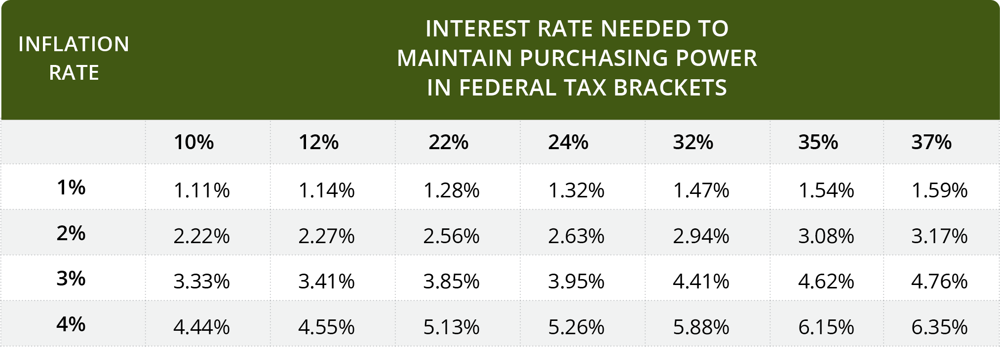 INFLATION
RATE
INTEREST RATE NEEDED TO
MAINTAIN PURCHASING POWER
IN FEDERAL TAX BRACKETS
10% 12% 22% 24% 32% 35% 37%
1% 1.11% 1.14% 1.28% 1.32% 1.47% 1.54% 1.59%
2% 2.22% 2.27% 2.56% 2.63% 2.94% 3.08% 3.17%
3% 3.33% 3.41% 3.85% 3.95% 4.41% 4.62% 4.76%
4% 4.44% 4.55% 5.13% 5.26% 5.88% 6.15% 6.35%